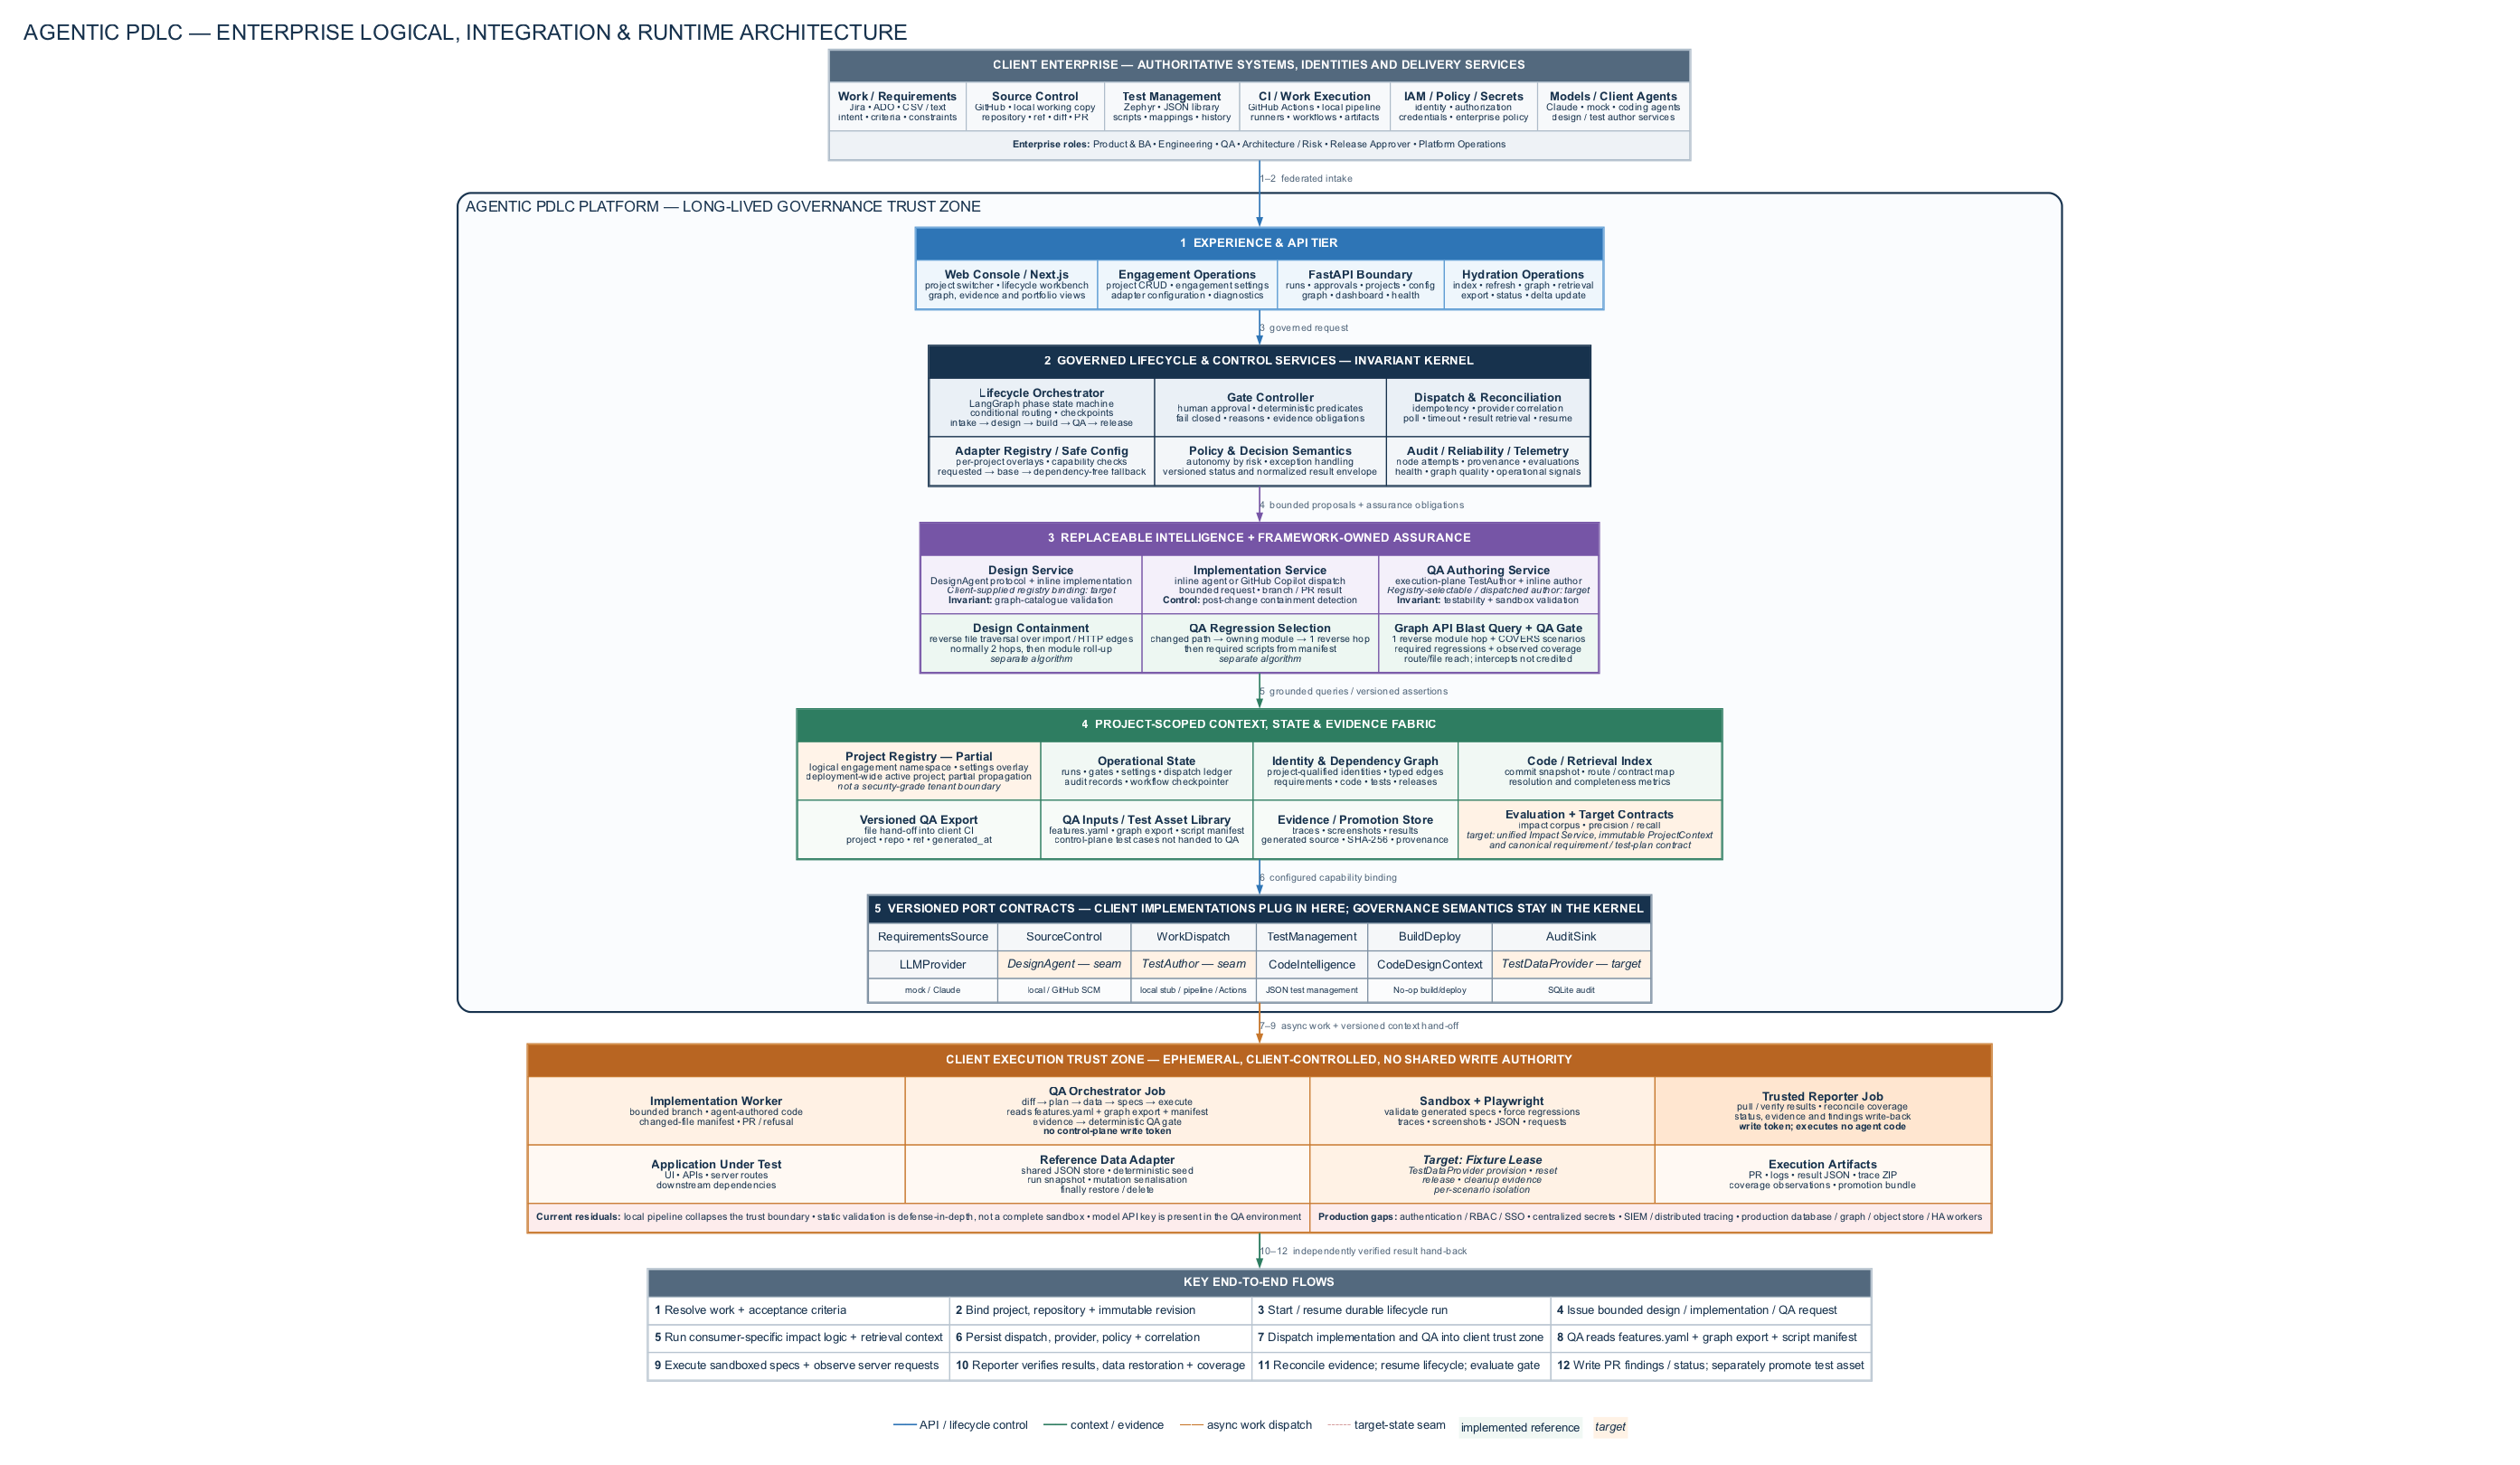 AGENTIC PDLC — ENTERPRISE LOGICAL, INTEGRATION & RUNTIME ARCHITECTURE
CLIENT ENTERPRISE — AUTHORITATIVE SYSTEMS, IDENTITIES AND DELIVERY SERVICES
Work / Requirements
Jira • ADO • CSV / text
intent • criteria • constraints
Source Control
GitHub • local working copy
repository • ref • diff • PR
Test Management
Zephyr • JSON library
scripts • mappings • history
CI / Work Execution
GitHub Actions • local pipeline
runners • workflows • artifacts
IAM / Policy / Secrets
identity • authorization
credentials • enterprise policy
Models / Client Agents
Claude • mock • coding agents
design / test author services
Enterprise roles: Product & BA • Engineering • QA • Architecture / Risk • Release Approver • Platform Operations
1–2 federated intake
AGENTIC PDLC PLATFORM — LONG-LIVED GOVERNANCE TRUST ZONE
1 EXPERIENCE & API TIER
Web Console / Next.js
project switcher • lifecycle workbench
graph, evidence and portfolio views
Engagement Operations
project CRUD • engagement settings
adapter configuration • diagnostics
FastAPI Boundary
runs • approvals • projects • config
graph • dashboard • health
Hydration Operations
index • refresh • graph • retrieval
export • status • delta update
3 governed request
2 GOVERNED LIFECYCLE & CONTROL SERVICES — INVARIANT KERNEL
Lifecycle Orchestrator
LangGraph phase state machine
conditional routing • checkpoints
intake → design → build → QA → release
Gate Controller
human approval • deterministic predicates
fail closed • reasons • evidence obligations
Dispatch & Reconciliation
idempotency • provider correlation
poll • timeout • result retrieval • resume
Adapter Registry / Safe Config
per-project overlays • capability checks
requested → base → dependency-free fallback
Policy & Decision Semantics
autonomy by risk • exception handling
versioned status and normalized result envelope
Audit / Reliability / Telemetry
node attempts • provenance • evaluations
health • graph quality • operational signals
4 bounded proposals + assurance obligations
3 REPLACEABLE INTELLIGENCE + FRAMEWORK-OWNED ASSURANCE
Design Service
DesignAgent protocol + inline implementation
Client-supplied registry binding: target
Invariant: graph-catalogue validation
Implementation Service
inline agent or GitHub Copilot dispatch
bounded request • branch / PR result
Control: post-change containment detection
QA Authoring Service
execution-plane TestAuthor + inline author
Registry-selectable / dispatched author: target
Invariant: testability + sandbox validation
Design Containment
reverse file traversal over import / HTTP edges
normally 2 hops, then module roll-up
separate algorithm
QA Regression Selection
changed path → owning module → 1 reverse hop
then required scripts from manifest
separate algorithm
Graph API Blast Query + QA Gate
1 reverse module hop + COVERS scenarios
required regressions + observed coverage
route/file reach; intercepts not credited
5 grounded queries / versioned assertions
4 PROJECT-SCOPED CONTEXT, STATE & EVIDENCE FABRIC
Project Registry — Partial
logical engagement namespace • settings overlay
deployment-wide active project; partial propagation
not a security-grade tenant boundary
Operational State
runs • gates • settings • dispatch ledger
audit records • workflow checkpointer
Identity & Dependency Graph
project-qualified identities • typed edges
requirements • code • tests • releases
Code / Retrieval Index
commit snapshot • route / contract map
resolution and completeness metrics
Versioned QA Export
file hand-off into client CI
project • repo • ref • generated_at
QA Inputs / Test Asset Library
features.yaml • graph export • script manifest
control-plane test cases not handed to QA
Evidence / Promotion Store
traces • screenshots • results
generated source • SHA-256 • provenance
Evaluation + Target Contracts
impact corpus • precision / recall
target: unified Impact Service, immutable ProjectContext
and canonical requirement / test-plan contract
6 configured capability binding
5 VERSIONED PORT CONTRACTS — CLIENT IMPLEMENTATIONS PLUG IN HERE; GOVERNANCE SEMANTICS STAY IN THE KERNEL
RequirementsSource
SourceControl
WorkDispatch
TestManagement
BuildDeploy
AuditSink
LLMProvider
DesignAgent — seam
TestAuthor — seam
CodeIntelligence
CodeDesignContext
TestDataProvider — target
mock / Claude
local / GitHub SCM
local stub / pipeline / Actions
JSON test management
No-op build/deploy
SQLite audit
7–9 async work + versioned context hand-off
CLIENT EXECUTION TRUST ZONE — EPHEMERAL, CLIENT-CONTROLLED, NO SHARED WRITE AUTHORITY
Implementation Worker
bounded branch • agent-authored code
changed-file manifest • PR / refusal
QA Orchestrator Job
diff → plan → data → specs → execute
reads features.yaml + graph export + manifest
evidence → deterministic QA gate
no control-plane write token
Sandbox + Playwright
validate generated specs • force regressions
traces • screenshots • JSON • requests
Trusted Reporter Job
pull / verify results • reconcile coverage
status, evidence and findings write-back
write token; executes no agent code
Application Under Test
UI • APIs • server routes
downstream dependencies
Reference Data Adapter
shared JSON store • deterministic seed
run snapshot • mutation serialisation
finally restore / delete
Target: Fixture Lease
TestDataProvider provision • reset
release • cleanup evidence
per-scenario isolation
Execution Artifacts
PR • logs • result JSON • trace ZIP
coverage observations • promotion bundle
Current residuals: local pipeline collapses the trust boundary • static validation is defense-in-depth, not a complete sandbox • model API key is present in the QA environment
Production gaps: authentication / RBAC / SSO • centralized secrets • SIEM / distributed tracing • production database / graph / object store / HA workers
10–12 independently verified result hand-back
KEY END-TO-END FLOWS
1 Resolve work + acceptance criteria
2 Bind project, repository + immutable revision
3 Start / resume durable lifecycle run
4 Issue bounded design / implementation / QA request
5 Run consumer-specific impact logic + retrieval context
6 Persist dispatch, provider, policy + correlation
7 Dispatch implementation and QA into client trust zone
8 QA reads features.yaml + graph export + script manifest
9 Execute sandboxed specs + observe server requests
10 Reporter verifies results, data restoration + coverage
11 Reconcile evidence; resume lifecycle; evaluate gate
12 Write PR findings / status; separately promote test asset
API / lifecycle control
context / evidence
async work dispatch
target-state seam
implemented reference
target